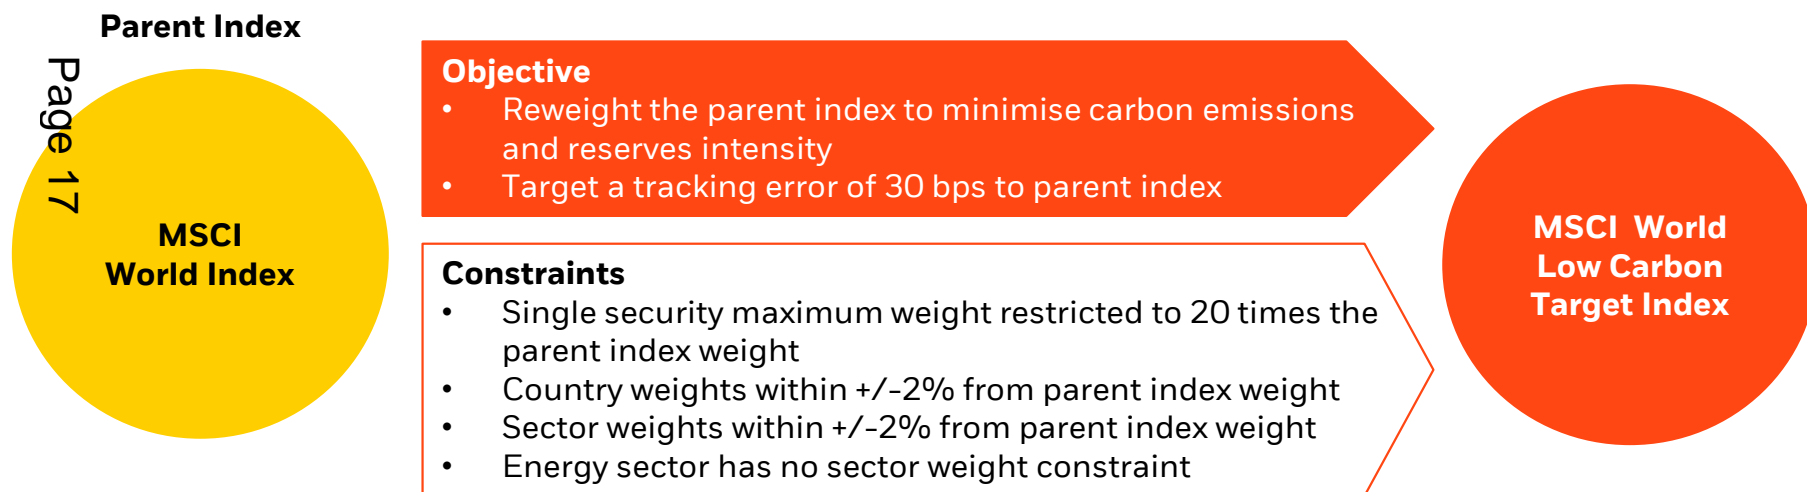 Parent Index
Page 17
MSCI
World Index
Objective
• Reweight the parent index to minimise carbon emissions
and reserves intensity
• Target a tracking error of 30 bps to parent index
Constraints
• Single security maximum weight restricted to 20 times the
parent index weight
• Country weights within +/-2% from parent index weight
• Sector weights within +/-2% from parent index weight
• Energy sector has no sector weight constraint
MSCI World
Low Carbon
Target Index